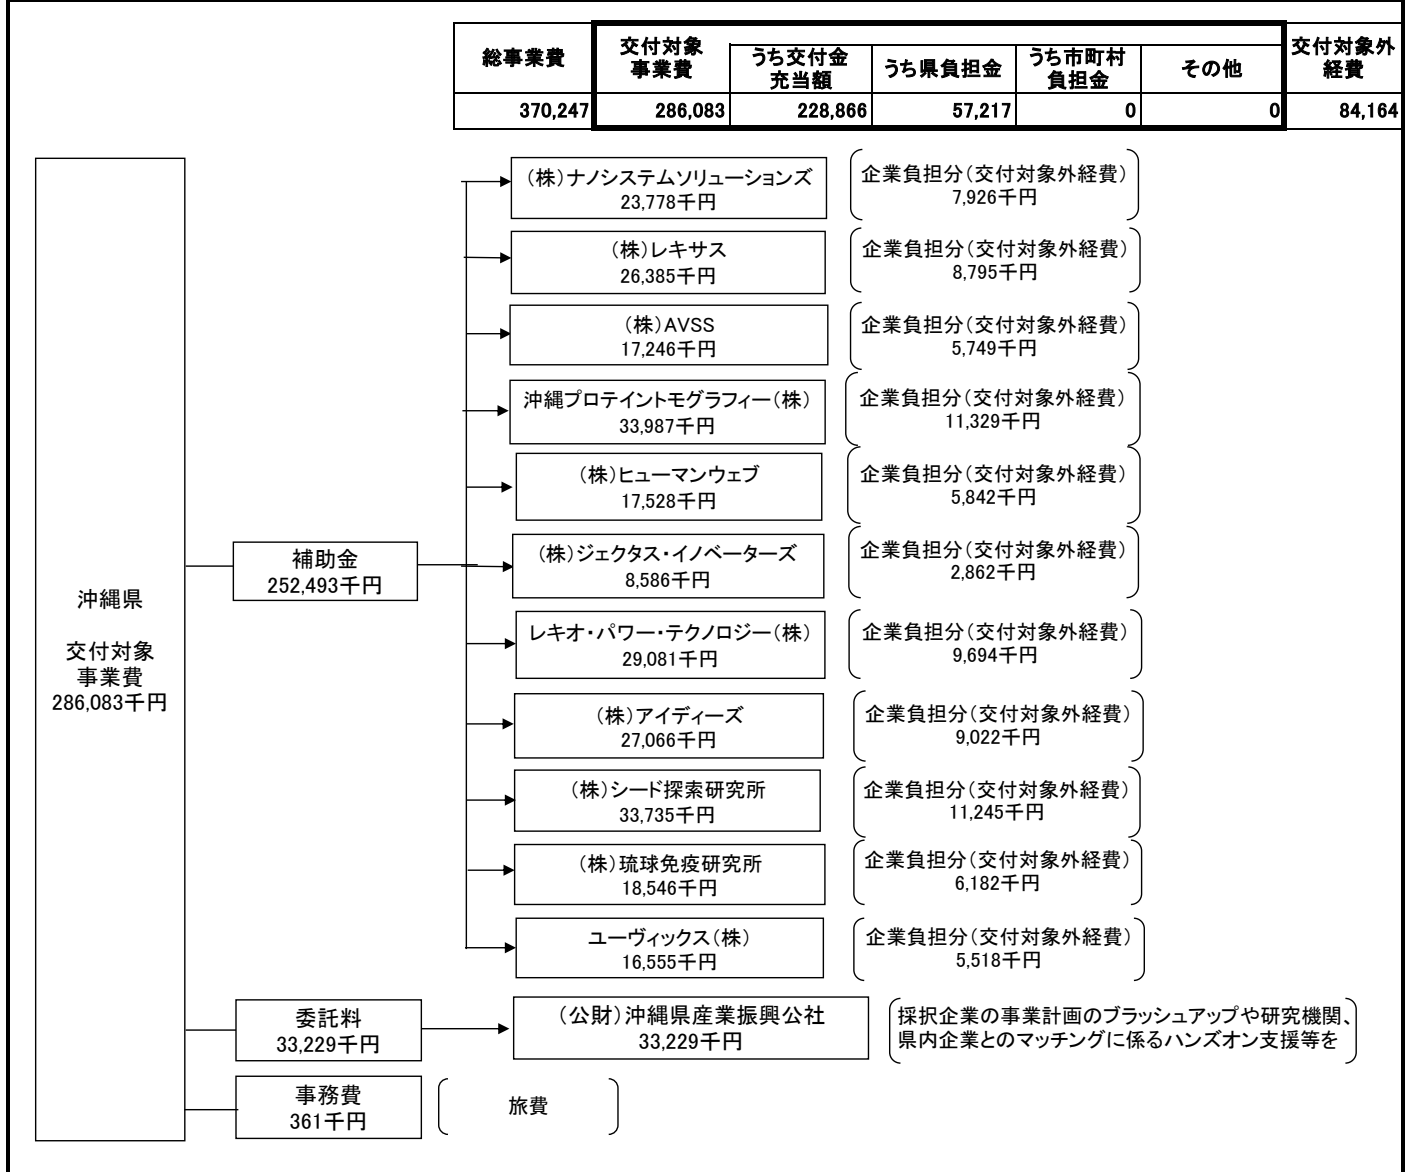 総事業費
交付対象
事業費
うち交付金
充当額
うち県負担金
うち市町村
負担金
その他
交付対象外
経費
370,247
286,083
228,866
57,217
0
0
84,164
(株)ナノシステムソリューションズ
23,778千円
企業負担分(交付対象外経費)
7,926千円
(株)レキサス
26,385千円
企業負担分(交付対象外経費)
8,795千円
(株)AVSS
17,246千円
企業負担分(交付対象外経費)
5,749千円
沖縄プロテイントモグラフィー(株)
33,987千円
企業負担分(交付対象外経費)
11,329千円
(株)ヒューマンウェブ
17,528千円
企業負担分(交付対象外経費)
5,842千円
補助金
252,493千円
(株)ジェクタス・イノベーターズ
8,586千円
企業負担分(交付対象外経費)
2,862千円
沖縄県
交付対象
事業費
286,083千円
レキオ・パワー・テクノロジー(株)
29,081千円
企業負担分(交付対象外経費)
9,694千円
(株)アイディーズ
27,066千円
企業負担分(交付対象外経費)
9,022千円
(株)シード探索研究所
33,735千円
企業負担分(交付対象外経費)
11,245千円
(株)琉球免疫研究所
18,546千円
企業負担分(交付対象外経費)
6,182千円
ユーヴィックス(株)
16,555千円
企業負担分(交付対象外経費)
5,518千円
委託料
33,229千円
(公財)沖縄県産業振興公社
33,229千円
採択企業の事業計画のブラッシュアップや研究機関、
県内企業とのマッチングに係るハンズオン支援等を
事務費
361千円
旅費